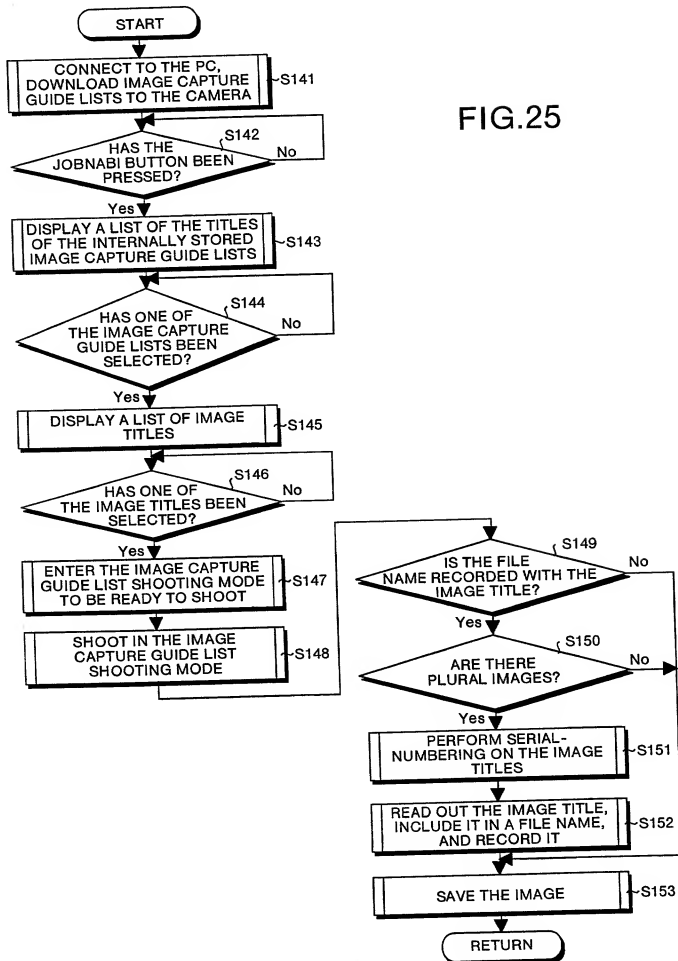 FIG.25
START
CONNECT TO THE PC,
DOWNLOAD IMAGE CAPTURE
GUIDE LISTS TO THE CAMERA
S141
S142
HAS THE
JOBNABI BUTTON BEEN
PRESSED?
No
Yes
DISPLAY A LIST OF THE TITLES
OF THE INTERNALLY STORED
IMAGE CAPTURE GUIDE LISTS
S143
S144
HAS ONE OF
THE IMAGE CAPTURE
GUIDE LISTS BEEN
SELECTED?
No
Yes
DISPLAY A LIST OF IMAGE
TITLES
S145
S146
HAS ONE OF
THE IMAGE TITLES BEEN
SELECTED?
No
Yes
ENTER THE IMAGE CAPTURE
GUIDE LIST SHOOTING MODE
TO BE READY TO SHOOT
S147
SHOOT IN THE IMAGE
CAPTURE GUIDE LIST
SHOOTING MODE
S148
S149
IS THE FILE
NAME RECORDED WITH THE
IMAGE TITLE?
No
Yes
S150
ARE THERE
PLURAL IMAGES?
No
Yes
PERFORM SERIAL-
NUMBERING ON THE IMAGE
TITLES
S151
READ OUT THE IMAGE TITLE,
INCLUDE IT IN A FILE NAME,
AND RECORD IT
S152
SAVE THE IMAGE
S153
RETURN